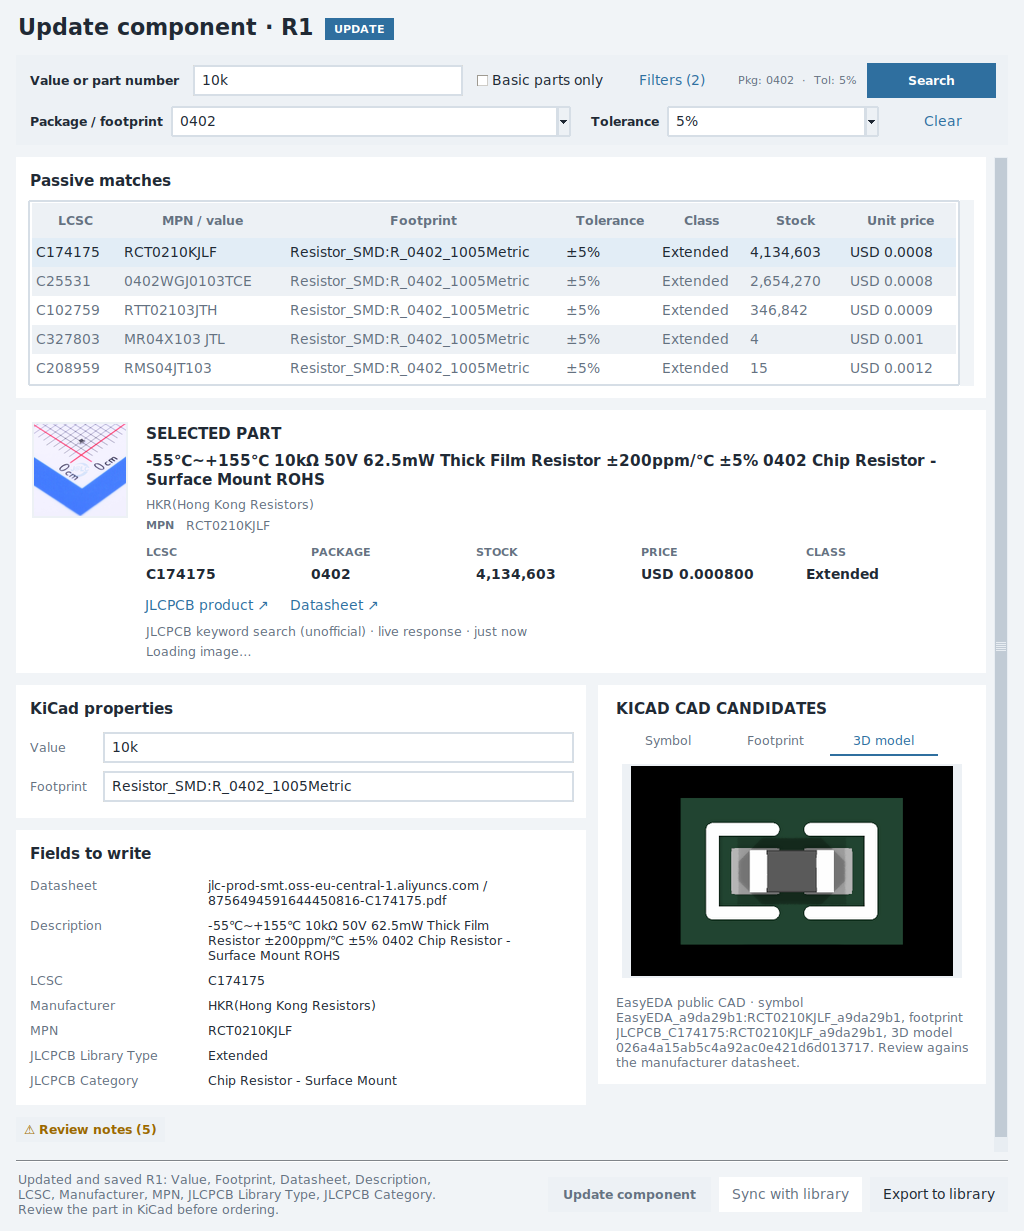 Update component · R1 UPDATE
Value or part number 10k Basic parts only Filters (2) Pkg: 0402 · Tol: 5% Search
Package / footprint 0402 Tolerance 5% Clear
Passive matches
LCSC MPN / value Footprint Tolerance Class Stock Unit price
C174175 RCT0210KJLF Resistor_SMD:R_0402_1005Metric ±5% Extended 4,134,603 USD 0.0008
C25531 0402WGJ0103TCE Resistor_SMD:R_0402_1005Metric ±5% Extended 2,654,270 USD 0.0008
C102759 RTT02103JTH Resistor_SMD:R_0402_1005Metric ±5% Extended 346,842 USD 0.0009
C327803 MR04X103 JTL Resistor_SMD:R_0402_1005Metric ±5% Extended 4 USD 0.001
C208959 RMS04JT103 Resistor_SMD:R_0402_1005Metric ±5% Extended 15 USD 0.0012
0cm 0cm
SELECTED PART
-55℃~+155℃ 10kΩ 50V 62.5mW Thick Film Resistor ±200ppm/℃ ±5% 0402 Chip Resistor -
Surface Mount ROHS
HKR(Hong Kong Resistors)
MPN RCT0210KJLF
LCSC PACKAGE STOCK PRICE CLASS
C174175 0402 4,134,603 USD 0.000800 Extended
JLCPCB product ↗ Datasheet ↗
JLCPCB keyword search (unofficial) · live response · just now
Loading image…
KiCad properties
Value 10k
Footprint Resistor_SMD:R_0402_1005Metric
Fields to write
Datasheet jlc-prod-smt.oss-eu-central-1.aliyuncs.com /
8756494591644450816-C174175.pdf
Description -55℃~+155℃ 10kΩ 50V 62.5mW Thick Film
Resistor ±200ppm/℃ ±5% 0402 Chip Resistor -
Surface Mount ROHS
LCSC C174175
Manufacturer HKR(Hong Kong Resistors)
MPN RCT0210KJLF
JLCPCB Library Type Extended
JLCPCB Category Chip Resistor - Surface Mount
KICAD CAD CANDIDATES
Symbol Footprint 3D model
EasyEDA public CAD · symbol
EasyEDA_a9da29b1:RCT0210KJLF_a9da29b1, footprint
JLCPCB_C174175:RCT0210KJLF_a9da29b1, 3D model
026a4a15ab5c4a92ac0e421d6d013717. Review agains
the manufacturer datasheet.
⚠ Review notes (5)
Updated and saved R1: Value, Footprint, Datasheet, Description,
LCSC, Manufacturer, MPN, JLCPCB Library Type, JLCPCB Category.
Review the part in KiCad before ordering.
Update component Sync with library Export to library